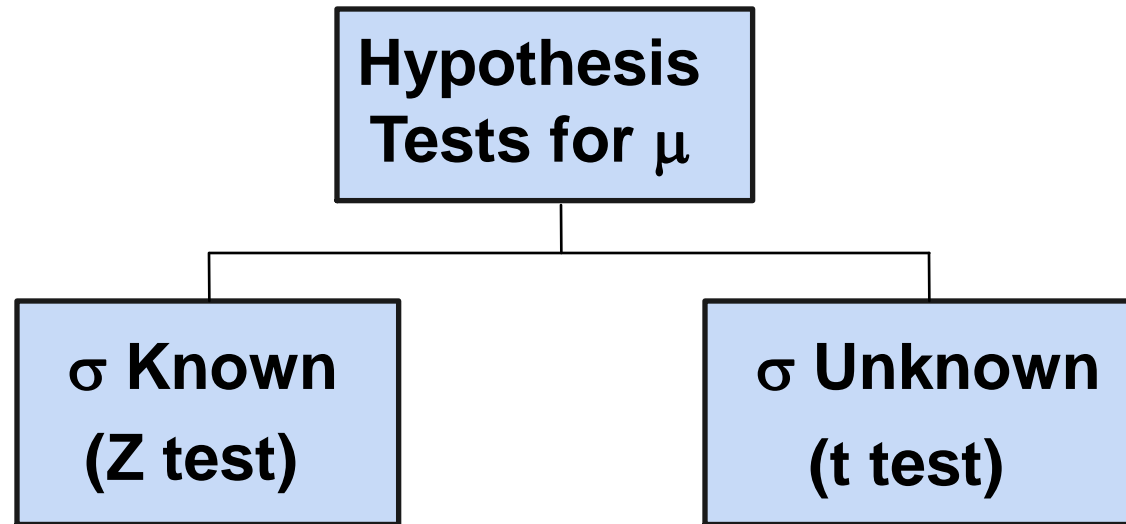 Hypothesis
Tests for μ
σ Known
(Z test)
σ Unknown
(t test)